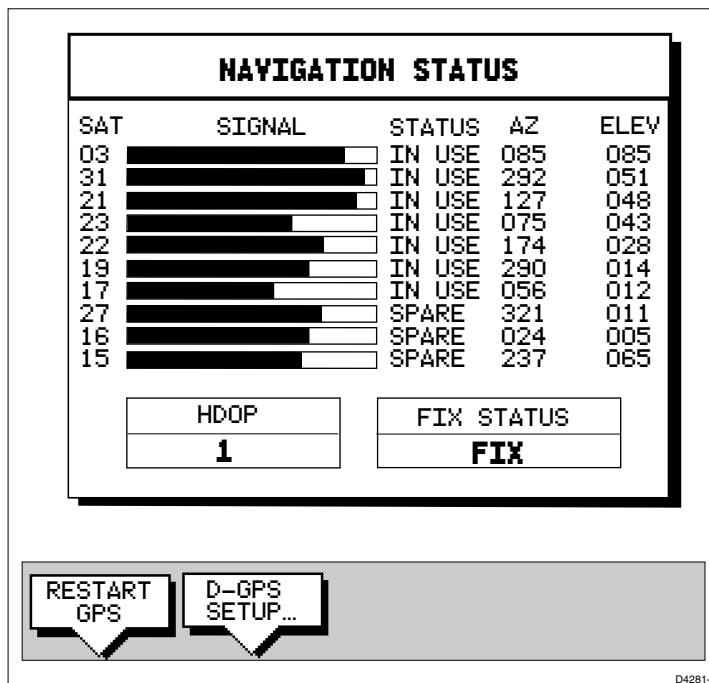 NAVIGATION STATUS
SAT SIGNAL STATUS AZ ELEV
03 IN USE 085 085
31 IN USE 292 051
21 IN USE 127 048
23 IN USE 075 043
22 IN USE 174 028
19 IN USE 290 014
17 IN USE 056 012
27 SPARE 321 011
16 SPARE 024 005
15 SPARE 237 065
HDOP FIX STATUS
1 FIX
RESTART
GPS
D-GPS
SETUP...
D4281-